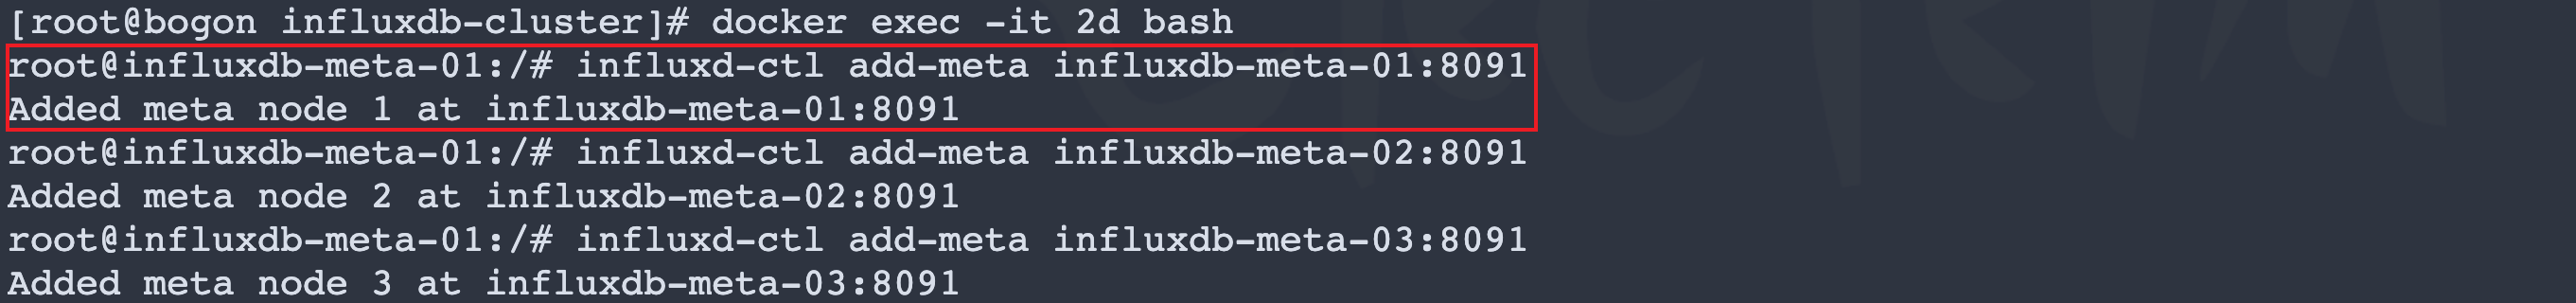 [root@bogon influxdb-cluster]# docker exec -it 2d bash
root@influxdb-meta-01:/# influxd-ctl add-meta influxdb-meta-01:8091
Added meta node 1 at influxdb-meta-01:8091
root@influxdb-meta-01:/# influxd-ctl add-meta influxdb-meta-02:8091
Added meta node 2 at influxdb-meta-02:8091
root@influxdb-meta-01:/# influxd-ctl add-meta influxdb-meta-03:8091
Added meta node 3 at influxdb-meta-03:8091